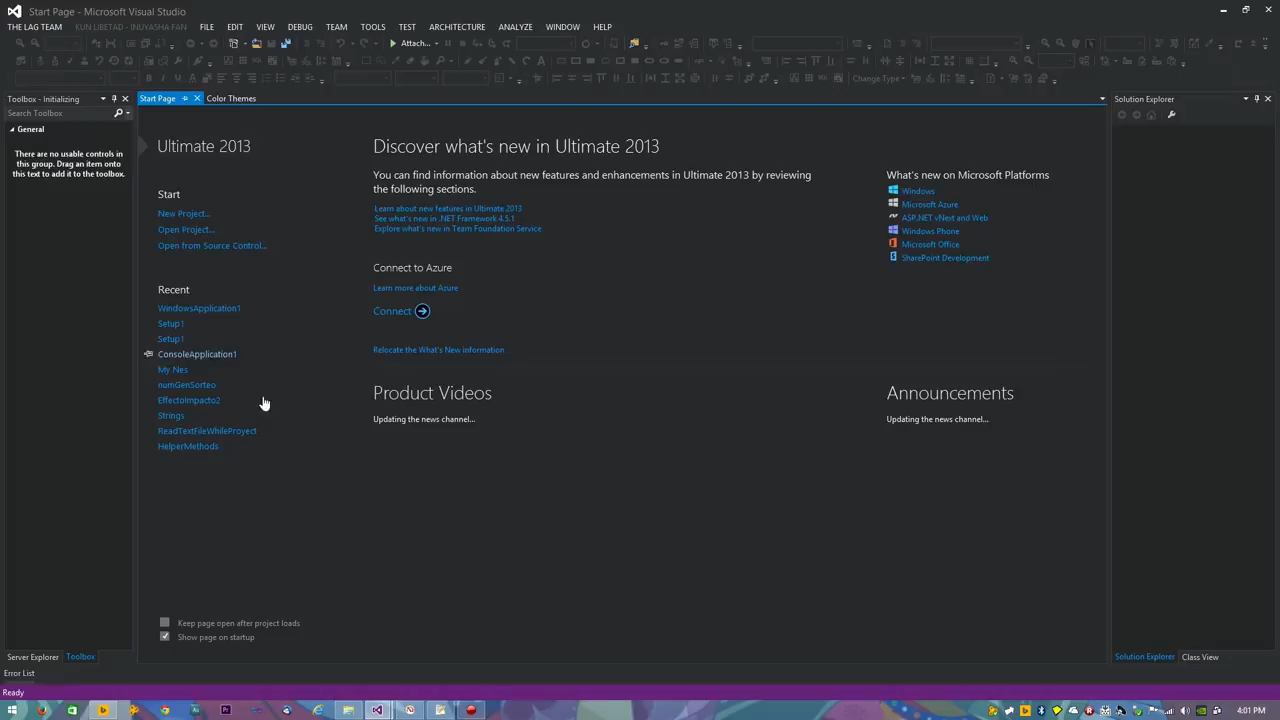 Start Page - Microsoft Visual Studio
THE LAG TEAM
KUN LIBETAD - INUYASHA FAN
FILE EDIT VIEW DEBUG TEAM TOOLS TEST ARCHITECTURE ANALYZE WINDOW HELP
Attach...
Change Type
Toolbox - Initializing
Start Page
Color Themes
Solution Explorer
Search Toolbox
General
There are no usable controls in
this group. Drag an item onto
this text to add it to the toolbox.
Ultimate 2013
Start
New Project...
Open Project...
Open from Source Control...
Recent
WindowsApplication1
Setup1
Setup1
ConsoleApplication1
My Nes
numGenSorteo
EffectoImpacto2
Strings
ReadTextFileWhileProyect
HelperMethods
Keep page open after project loads
Show page on startup
Discover what's new in Ultimate 2013
You can find information about new features and enhancements in Ultimate 2013 by reviewing
the following sections.
Learn about new features in Ultimate 2013
See what's new in .NET Framework 4.5.1
Explore what's new in Team Foundation Service
Connect to Azure
Learn more about Azure
Connect
Relocate the What's New information
Product Videos
Updating the news channel...
What's new on Microsoft Platforms
Windows
Microsoft Azure
ASP.NET vNext and Web
Windows Phone
Microsoft Office
SharePoint Development
Announcements
Updating the news channel...
Server Explorer
Toolbox
Solution Explorer
Class View
Error List
Ready
4:01 PM